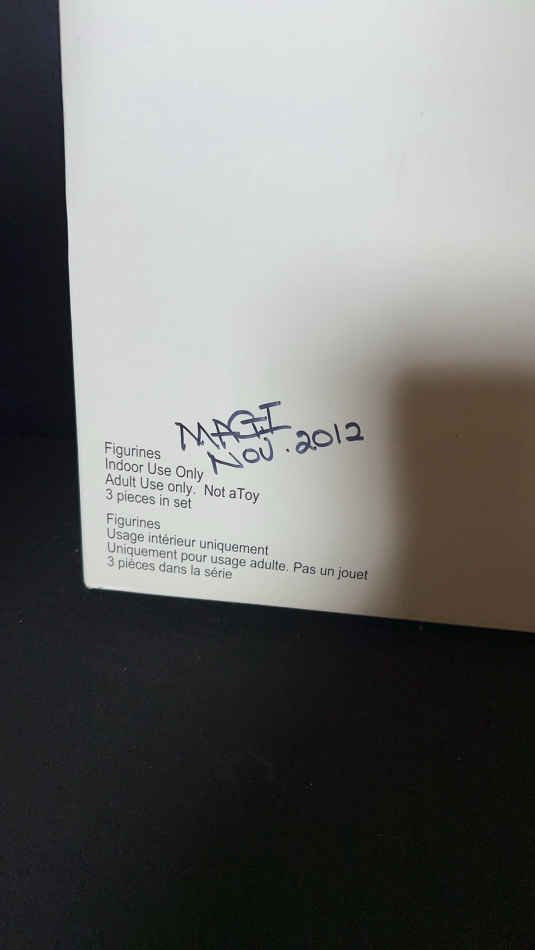 MAGI
NOV. 2012
Figurines
Indoor Use Only
Adult Use only. Not aToy
3 pieces in set
Figurines
Usage intérieur uniquement
Uniquement pour usage adulte. Pas un jouet
3 pièces dans la série